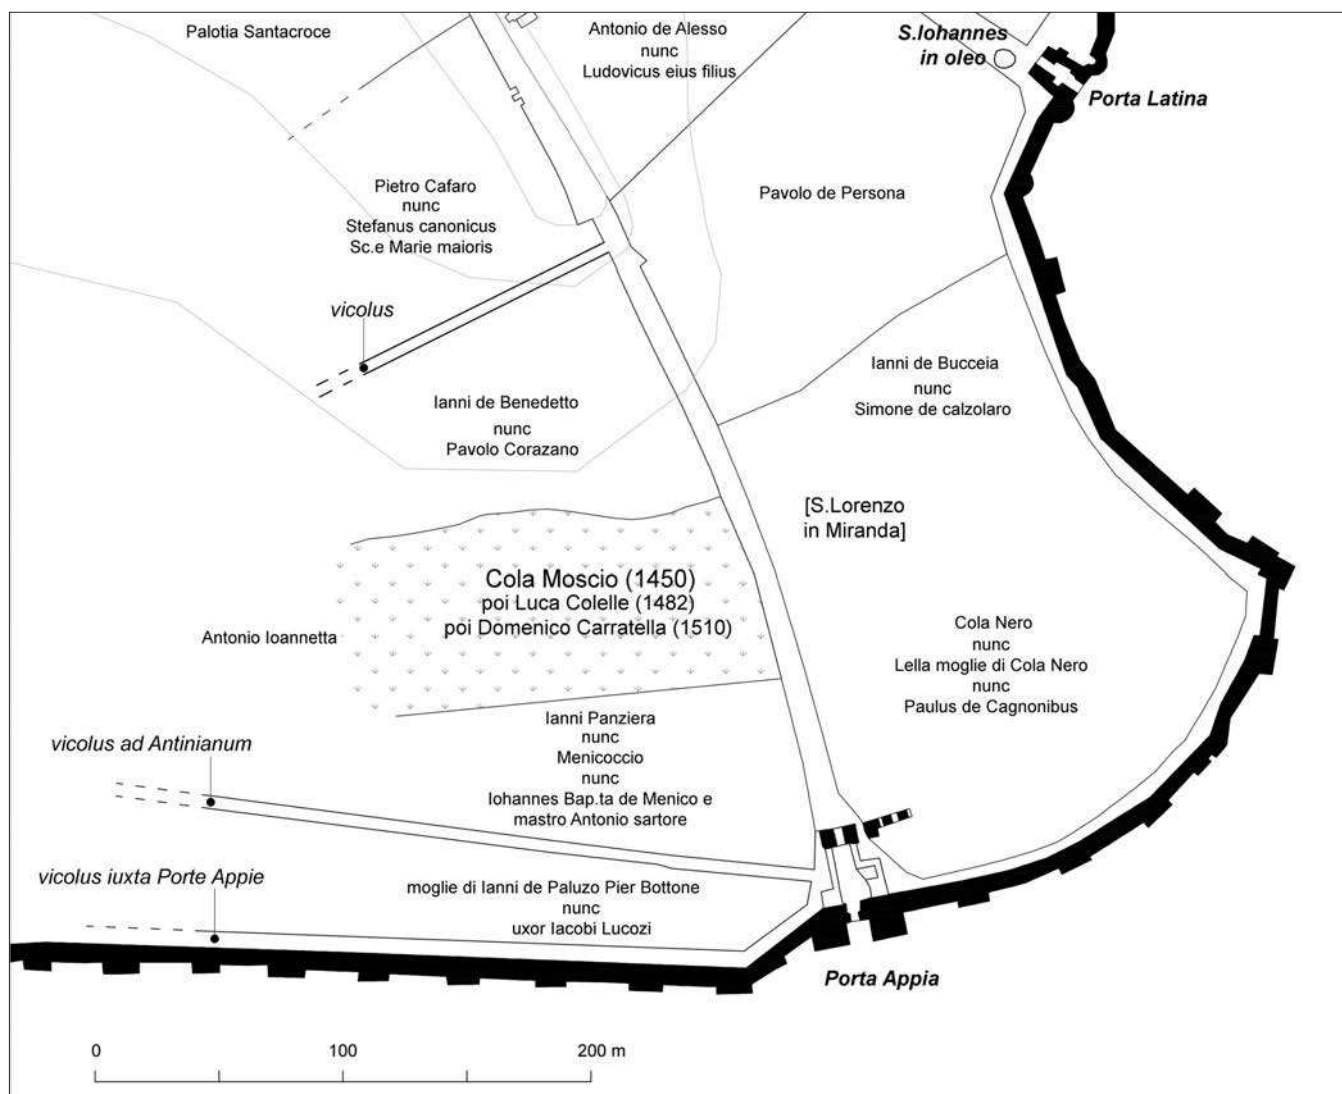 Palotia Santacroce
Antonio de Alesso
nunc
Ludovicus eius filius
S.Iohannes
in oleo
Porta Latina
Pietro Cafaro
nunc
Stefanus canonicus
Sc.e Marie maioris
Pavolo de Persona
vicolus
Ianni de Benedetto
nunc
Pavolo Corazano
Ianni de Bucceia
nunc
Simone de calzolaro
[S.Lorenzo
in Miranda]
Cola Moscio (1450)
poi Luca Colelle (1482)
poi Domenico Carratella (1510)
Antonio Ioannetta
Cola Nero
nunc
Lella moglie di Cola Nero
nunc
Paulus de Cagnonibus
Ianni Panziera
nunc
Menicoccio
nunc
Iohannes Bap.ta de Menico e
mastro Antonio sartore
vicolus ad Antinianum
vicolus iuxta Porte Appie
moglie di Ianni de Paluzo Pier Bottone
nunc
uxor Iacobi Lucozi
Porta Appia
0 100 200 m